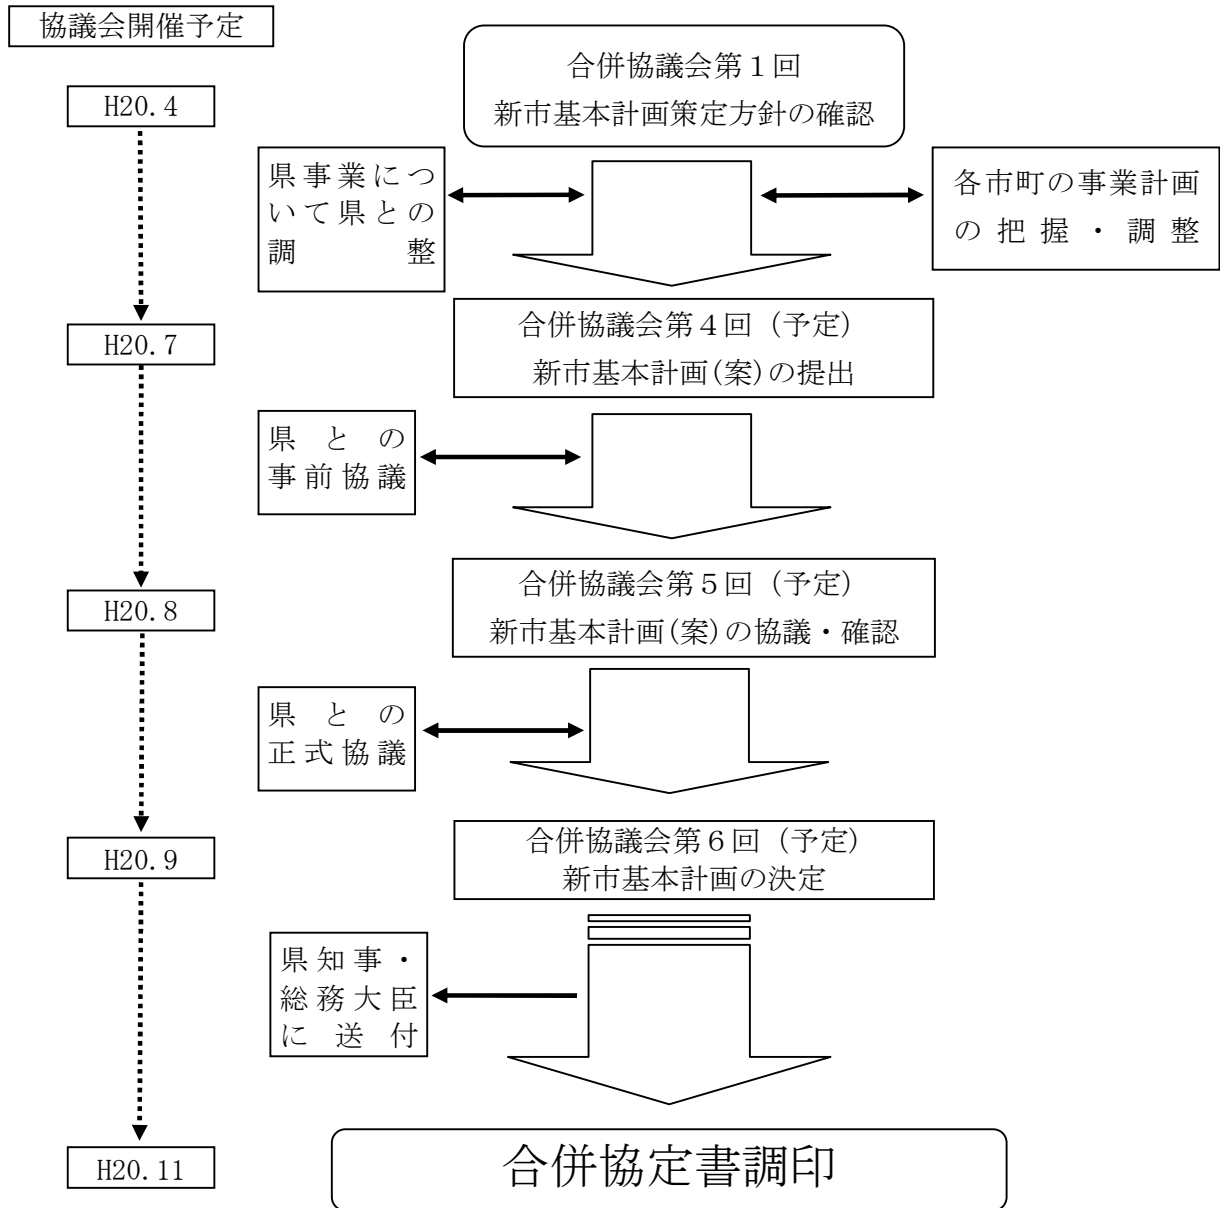 協議会開催予定
合併協議会第１回
新市基本計画策定方針の確認
H20.4
県事業につ
いて県との
調整
各市町の事業計画
の把握・調整
合併協議会第４回（予定）
新市基本計画(案)の提出
H20.7
県との
事前協議
合併協議会第５回（予定）
新市基本計画(案)の協議・確認
H20.8
県との
正式協議
合併協議会第６回（予定）
新市基本計画の決定
H20.9
県知事・
総務大臣
に送付
合併協定書調印
H20.11